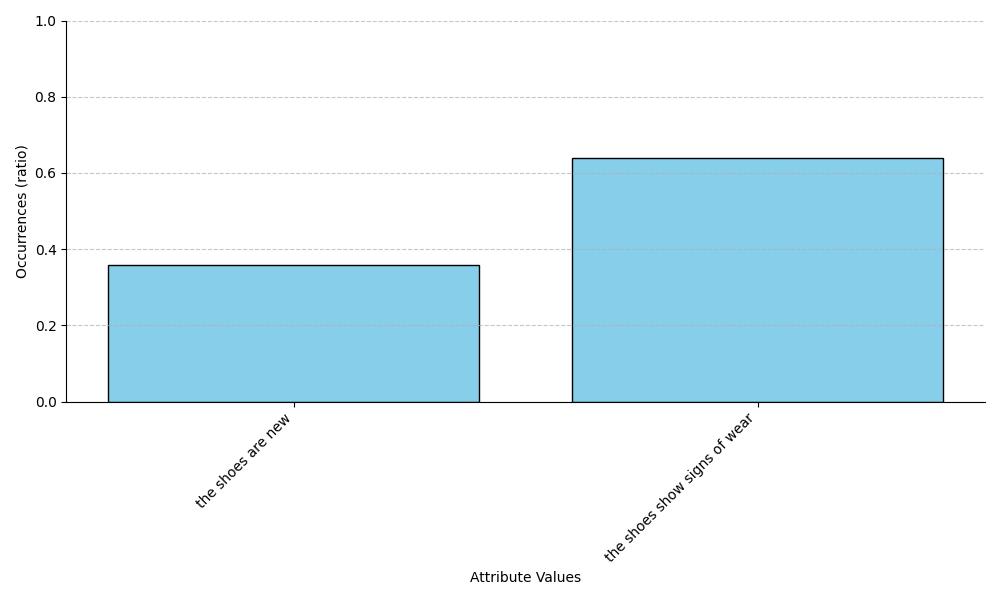 1.0
0.8
0.6
0.4
0.2
0.0
Occurrences (ratio)
the shoes are new
the shoes show signs of wear
Attribute Values